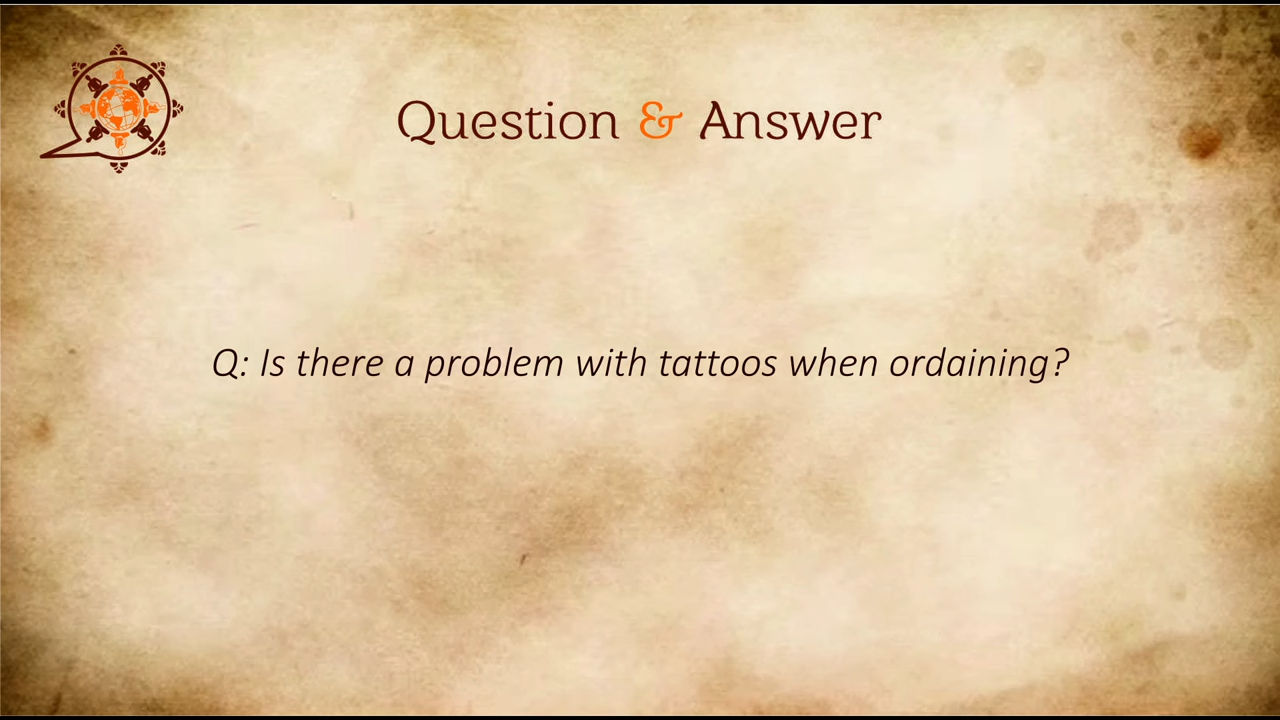 Question & Answer
Q: Is there a problem with tattoos when ordaining?